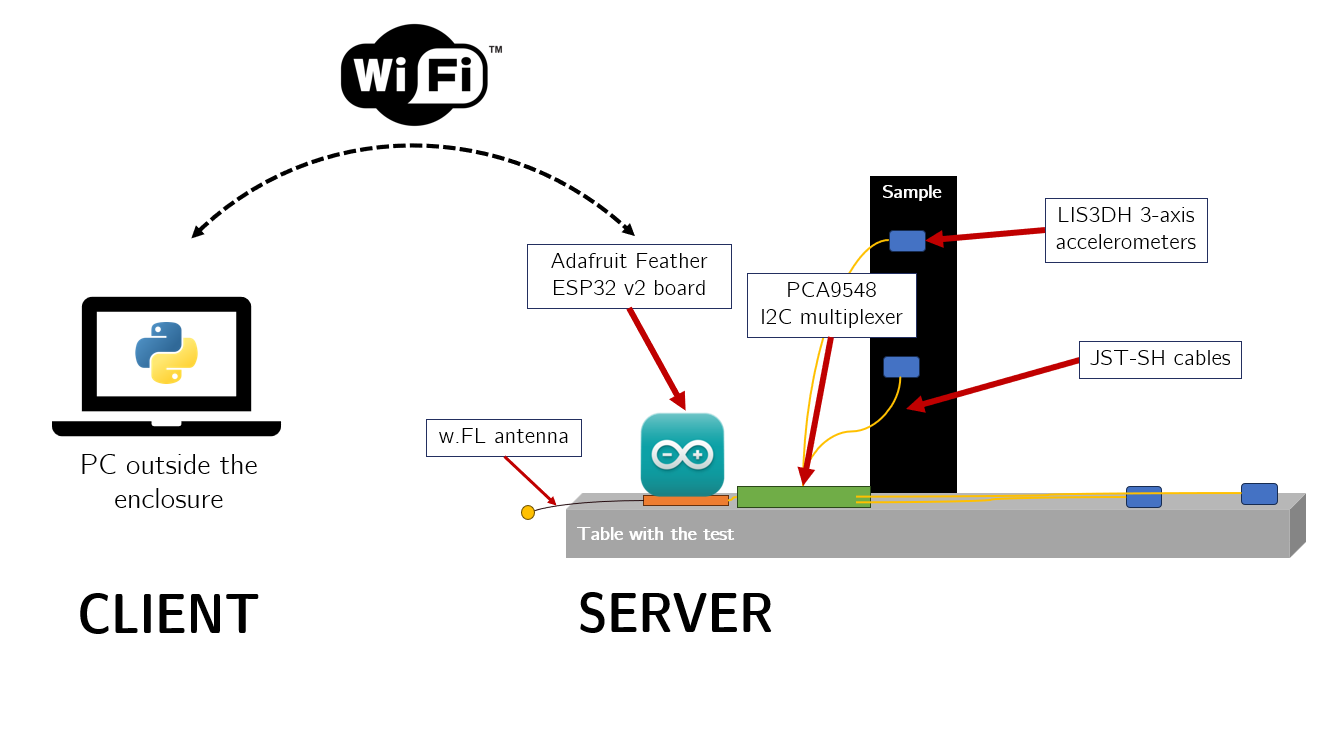 WiFi™
Sample
LIS3DH 3-axis
accelerometers
Adafruit Feather
ESP32 v2 board
PCA9548
I2C multiplexer
JST-SH cables
w.FL antenna
PC outside the
enclosure
Table with the test
CLIENT
SERVER